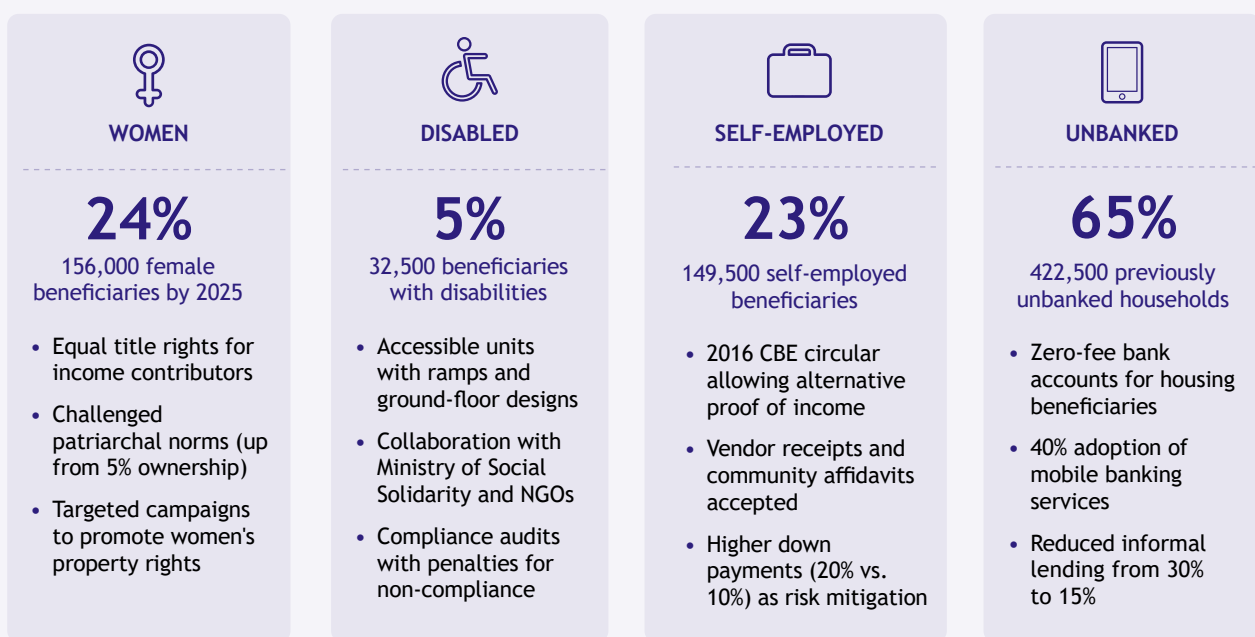 WOMEN
24%
156,000 female
beneficiaries by 2025
• Equal title rights for
income contributors
• Challenged
patriarchal norms (up
from 5% ownership)
• Targeted campaigns
to promote women's
property rights
DISABLED
5%
32,500 beneficiaries
with disabilities
• Accessible units
with ramps and
ground-floor designs
• Collaboration with
Ministry of Social
Solidarity and NGOs
• Compliance audits
with penalties for
non-compliance
SELF-EMPLOYED
23%
149,500 self-employed
beneficiaries
• 2016 CBE circular
allowing alternative
proof of income
• Vendor receipts and
community affidavits
accepted
• Higher down
payments (20% vs.
10%) as risk mitigation
UNBANKED
65%
422,500 previously
unbanked households
• Zero-fee bank
accounts for housing
beneficiaries
• 40% adoption of
mobile banking
services
• Reduced informal
lending from 30%
to 15%